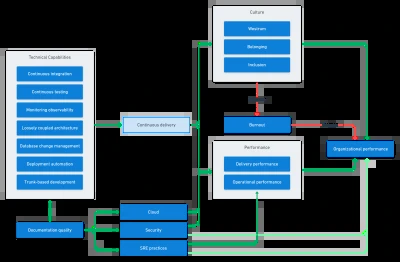 Culture
Westrum
Belonging
Inclusion
Technical Capabilities
Continuous integration
Continuous testing
Monitoring observability
Loosely coupled architecture
Database change management
Deployment automation
Trunk-based development
Continuous delivery
Burnout
Organizational performance
Performance
Delivery performance
Operational performance
Documentation quality
Cloud
Security
SRE practices